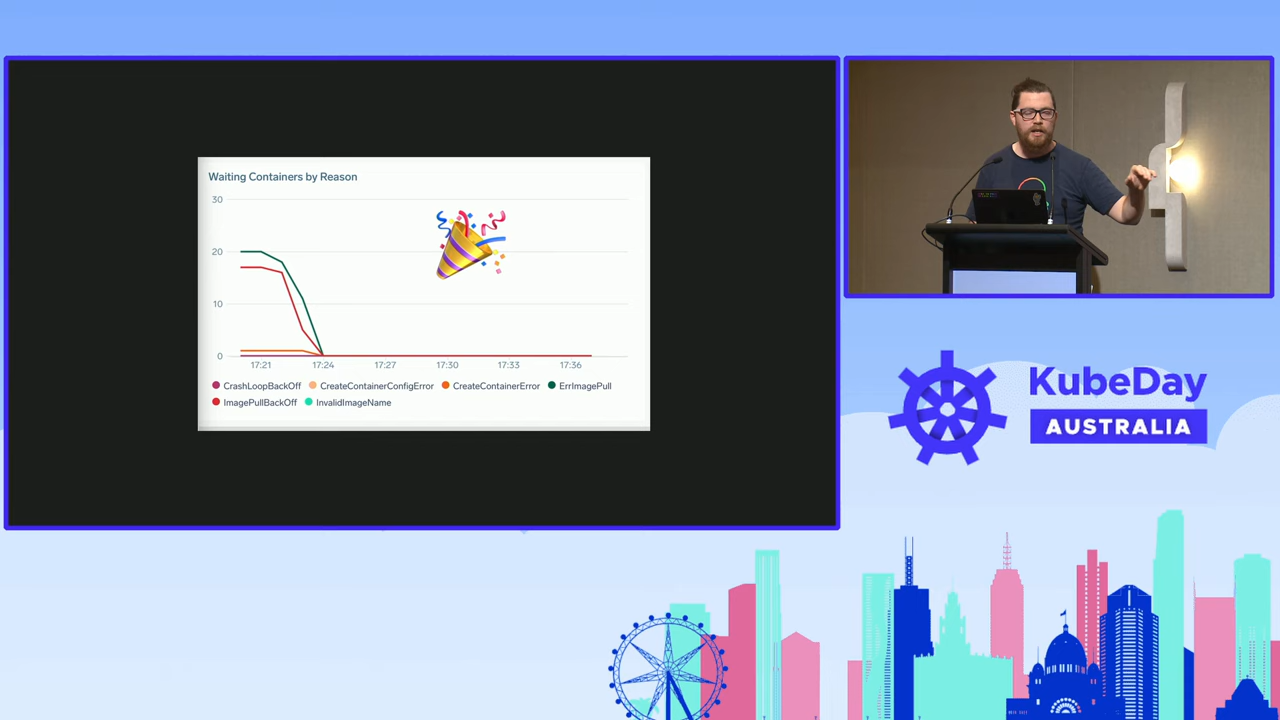 Waiting Containers by Reason
30
20
10
0
17:21 17:24 17:27 17:30 17:33 17:36
CrashLoopBackOff CreateContainerConfigError CreateContainerError ErrImagePull
ImagePullBackOff InvalidImageName
KubeDay
AUSTRALIA